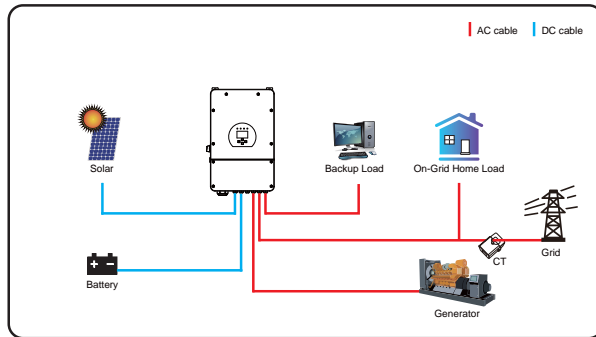 AC cable
DC cable
Solar
Backup Load
On-Grid Home Load
Grid
CT
Battery
Generator